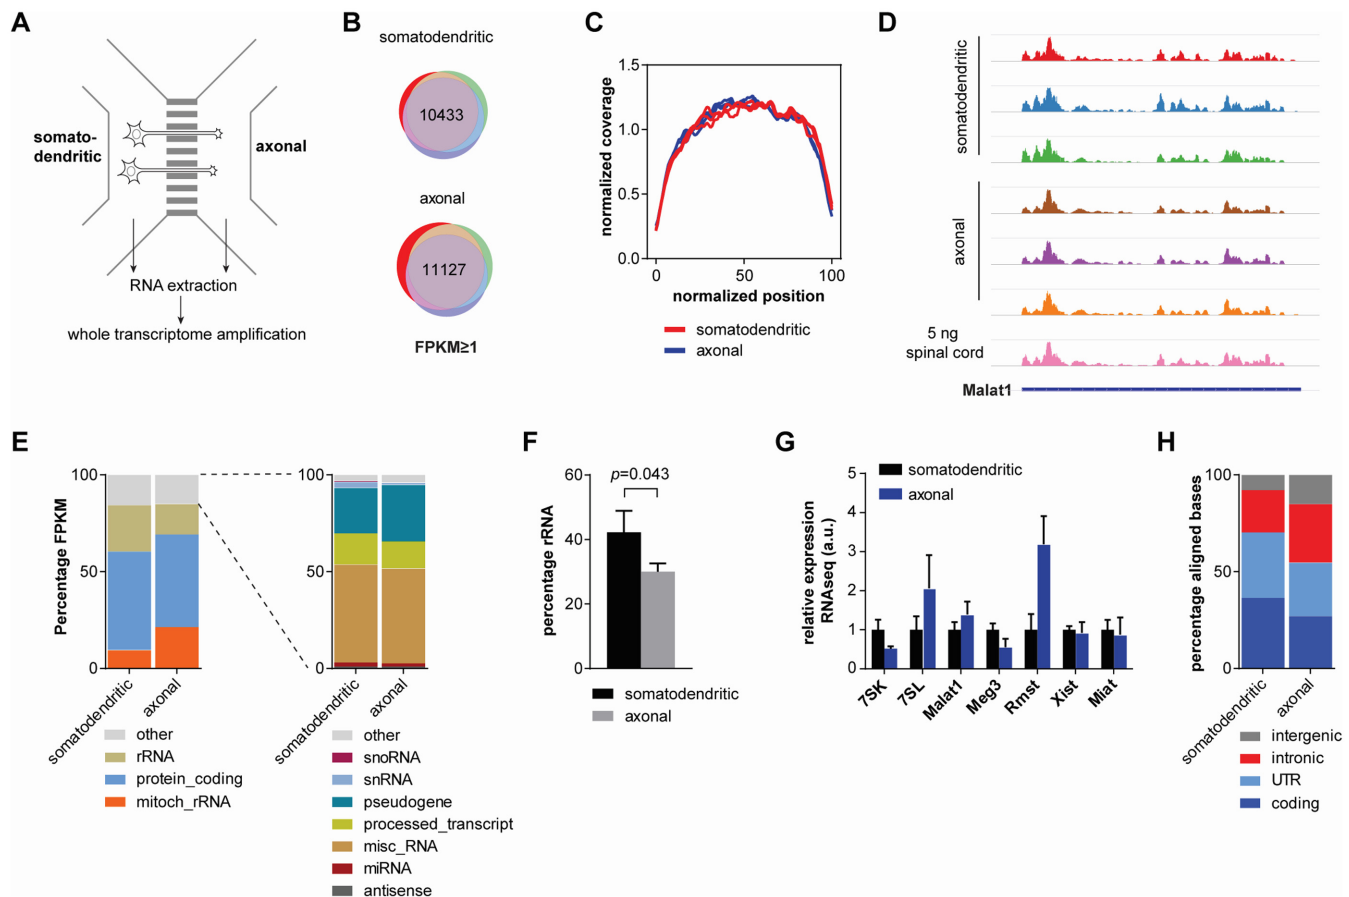 A
somato-
dendritic
axonal
RNA extraction
whole transcriptome amplification
B
somatodendritic
10433
axonal
11127
FPKM≥1
C
normalized coverage
1.5
1.0
0.5
0.0
0
50
100
normalized position
somatodendritic
axonal
D
somatodendritic
axonal
5 ng
spinal cord
Malat1
E
Percentage FPKM
100
50
0
somatodendritic
axonal
other
rRNA
protein_coding
mitoch_rRNA
100
50
0
somatodendritic
axonal
other
snoRNA
snRNA
pseudogene
processed_transcript
misc_RNA
miRNA
antisense
F
percentage rRNA
60
40
20
0
p=0.043
somatodendritic
axonal
G
relative expression
RNAseq (a.u.)
5
4
3
2
1
0
somatodendritic
axonal
7SK
7SL
Malat1
Meg3
Rmst
Xist
Miat
H
percentage aligned bases
100
50
0
somatodendritic
axonal
intergenic
intronic
UTR
coding